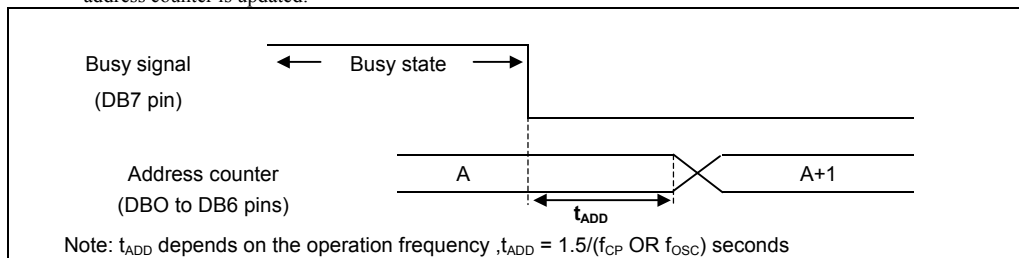 address counter is updated.
Busy signal
Busy state
(DB7 pin)
Address counter
A
A+1
(DBO to DB6 pins)
tADD
Note: tADD depends on the operation frequency ,tADD = 1.5/(fCP OR fOSC) seconds